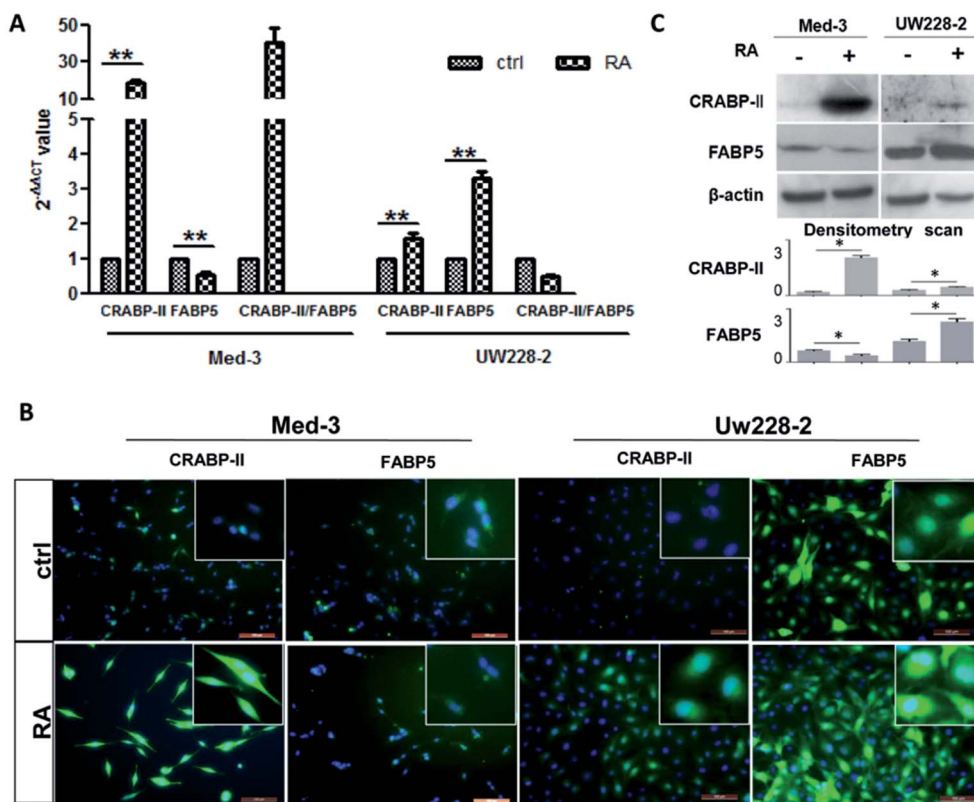 A
50
30
10
5
4
3
2
1
0
2-ΔΔCT value
**
**
**
**
ctrl
RA
CRABP-II FABP5 CRABP-II/FABP5
CRABP-II FABP5 CRABP-II/FABP5
Med-3
UW228-2
C
Med-3 UW228-2
RA - + - +
CRABP-II
FABP5
β-actin
Densitometry scan
CRABP-II
3
0
*
*
FABP5
3
0
*
*
B
Med-3
Uw228-2
CRABP-II
FABP5
CRABP-II
FABP5
ctrl
RA